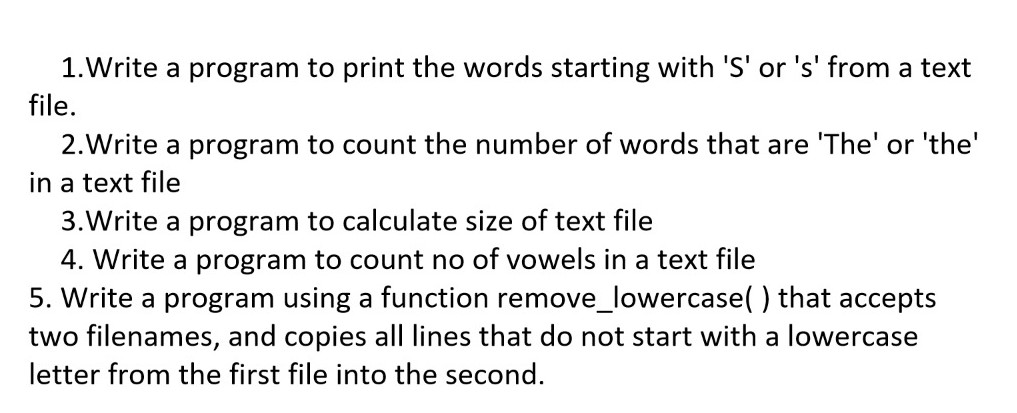 1.Write a program to print the words starting with 'S' or 's' from a text
file.
2.Write a program to count the number of words that are 'The' or 'the'
in a text file
3.Write a program to calculate size of text file
4. Write a program to count no of vowels in a text file
5. Write a program using a function remove_lowercase( ) that accepts
two filenames, and copies all lines that do not start with a lowercase
letter from the first file into the second.